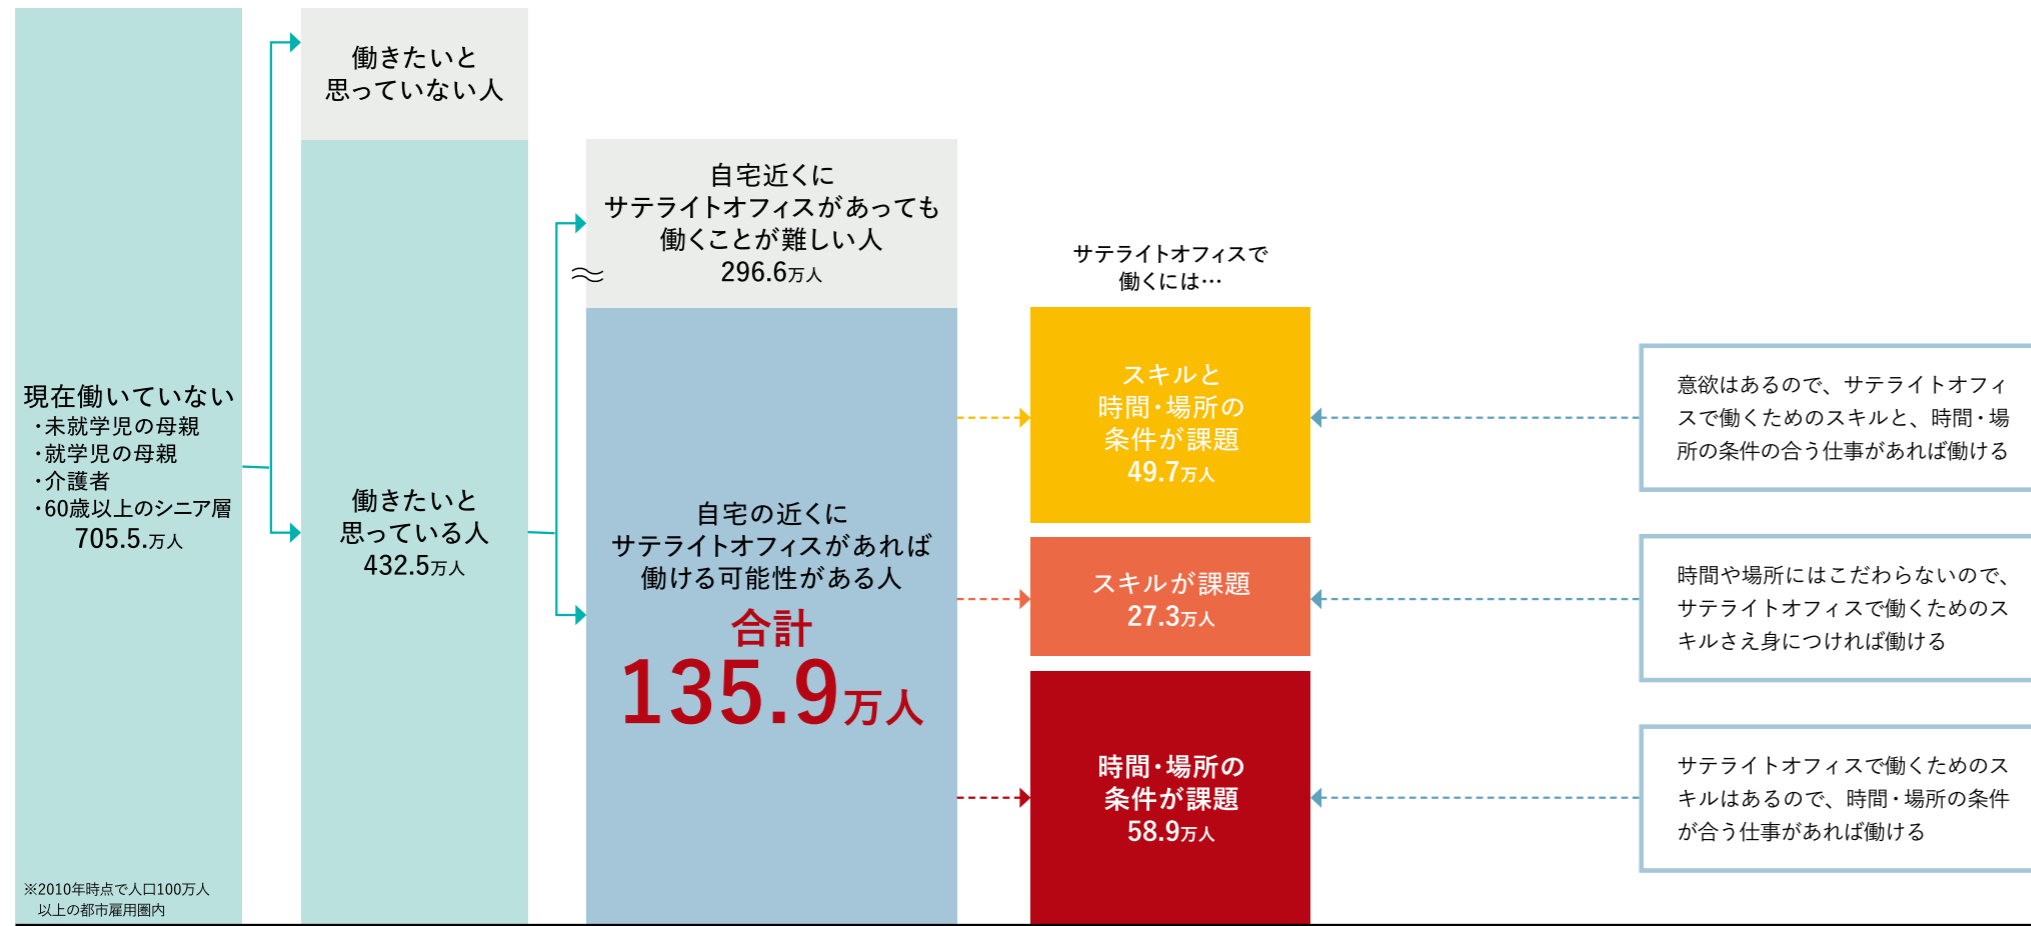 現在働いていない
・未就学児の母親
・就学児の母親
・介護者
・60歳以上のシニア層
705.5.万人
※2010年時点で人口100万人
以上の都市雇用圏内
働きたいと
思っていない人
働きたいと
思っている人
432.5万人
自宅近くに
サテライトオフィスがあっても
働くことが難しい人
296.6万人
自宅の近くに
サテライトオフィスがあれば
働ける可能性がある人
合計
135.9万人
サテライトオフィスで
働くには…
スキルと
時間・場所の
条件が課題
49.7万人
スキルが課題
27.3万人
時間・場所の
条件が課題
58.9万人
意欲はあるので、サテライトオフィ
スで働くためのスキルと、時間・場
所の条件の合う仕事があれば働ける
時間や場所にはこだわらないので、
サテライトオフィスで働くためのス
キルさえ身につければ働ける
サテライトオフィスで働くためのス
キルはあるので、時間・場所の条件
が合う仕事があれば働ける